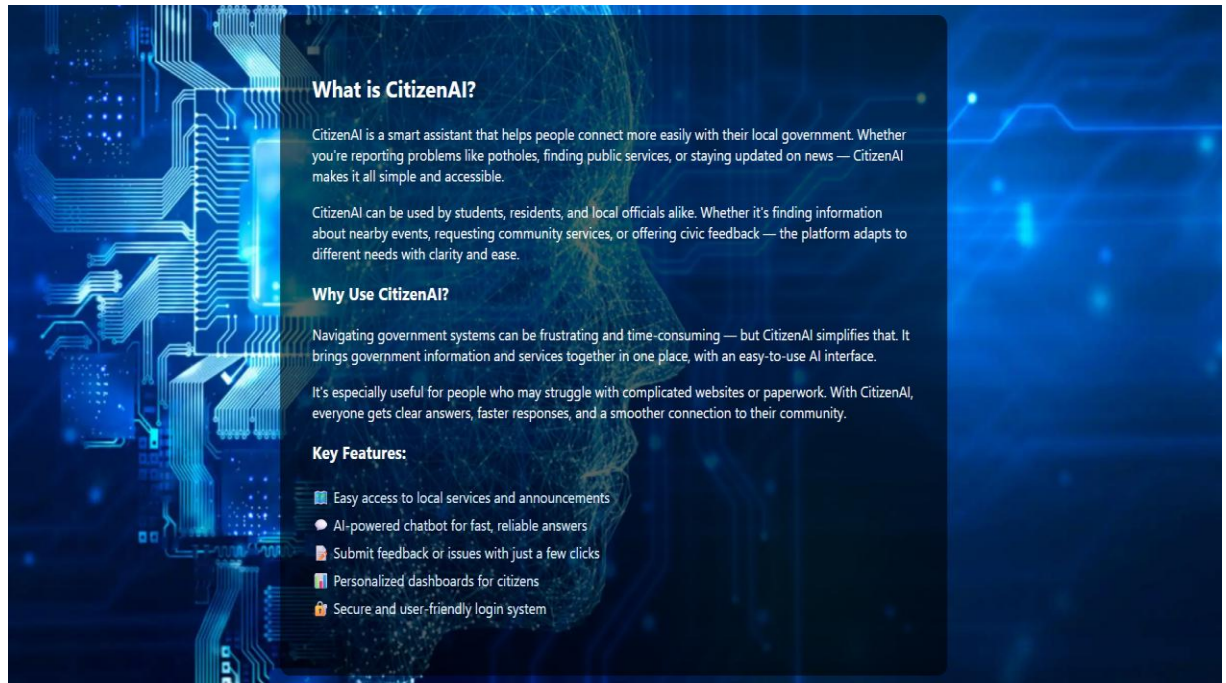 What is CitizenAI?
CitizenAI is a smart assistant that helps people connect more easily with their local government. Whether
you're reporting problems like potholes, finding public services, or staying updated on news — CitizenAI
makes it all simple and accessible.
CitizenAI can be used by students, residents, and local officials alike. Whether it's finding information
about nearby events, requesting community services, or offering civic feedback — the platform adapts to
different needs with clarity and ease.
Why Use CitizenAI?
Navigating government systems can be frustrating and time-consuming — but CitizenAI simplifies that. It
brings government information and services together in one place, with an easy-to-use AI interface.
It's especially useful for people who may struggle with complicated websites or paperwork. With CitizenAI,
everyone gets clear answers, faster responses, and a smoother connection to their community.
Key Features:
Easy access to local services and announcements
AI-powered chatbot for fast, reliable answers
Submit feedback or issues with just a few clicks
Personalized dashboards for citizens
Secure and user-friendly login system